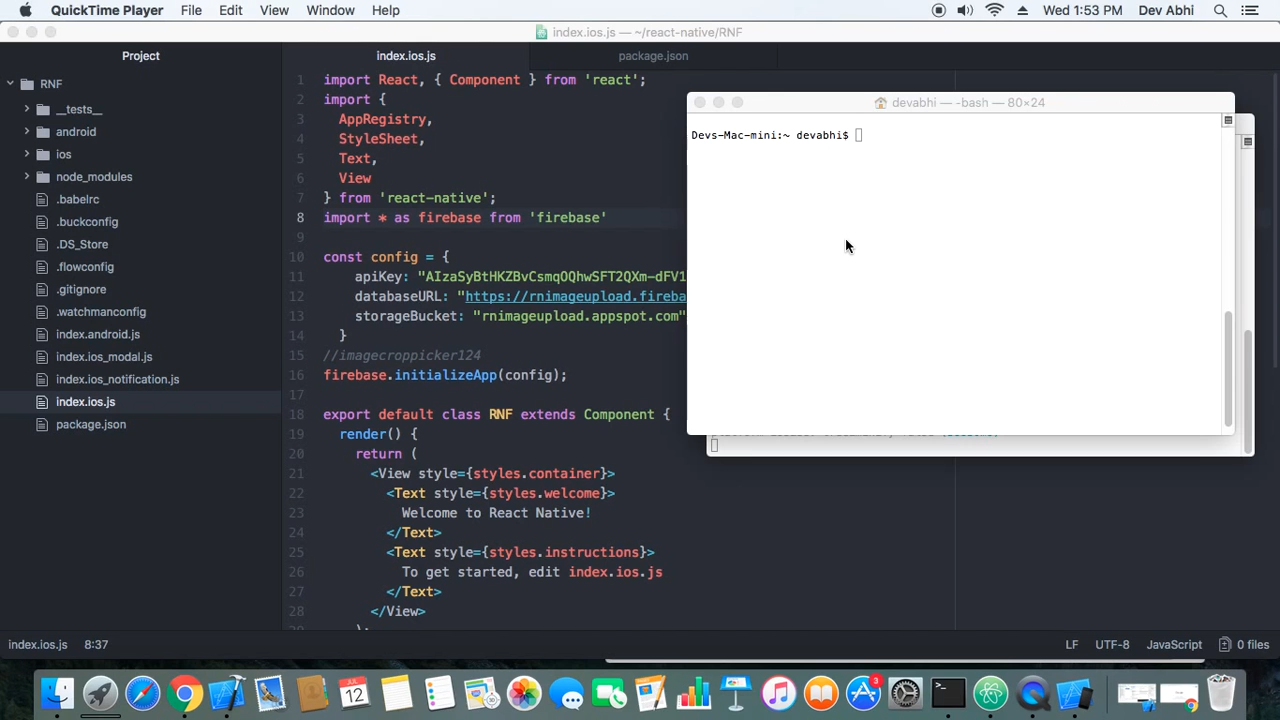 QuickTime Player File Edit View Window Help Wed 1:53 PM Dev Abhi
index.ios.js — ~/react-native/RNF
Project
index.ios.js
package.json
RNF
__tests__
android
ios
node_modules
.babelrc
.buckconfig
.DS_Store
.flowconfig
.gitignore
.watchmanconfig
index.android.js
index.ios_modal.js
index.ios_notification.js
index.ios.js
package.json
1 import React, { Component } from 'react';
2 import {
3 AppRegistry,
4 StyleSheet,
5 Text,
6 View
7 } from 'react-native';
8 import * as firebase from 'firebase'
9
10 const config = {
11 apiKey: "AIzaSyBtHKZBvCsmqOQhwSFT2QXm-dFV1
12 databaseURL: "https://rnimageupload.fireba
13 storageBucket: "rnimageupload.appspot.com"
14 }
15 //imagecroppicker124
16 firebase.initializeApp(config);
17
18 export default class RNF extends Component {
19 render() {
20 return (
21 <View style={styles.container}>
22 <Text style={styles.welcome}>
23 Welcome to React Native!
24 </Text>
25 <Text style={styles.instructions}>
26 To get started, edit index.ios.js
27 </Text>
28 </View>
29 );
devabhi — -bash — 80×24
Devs-Mac-mini:~ devabhi$
index.ios.js 8:37 LF UTF-8 JavaScript 0 files
12
3